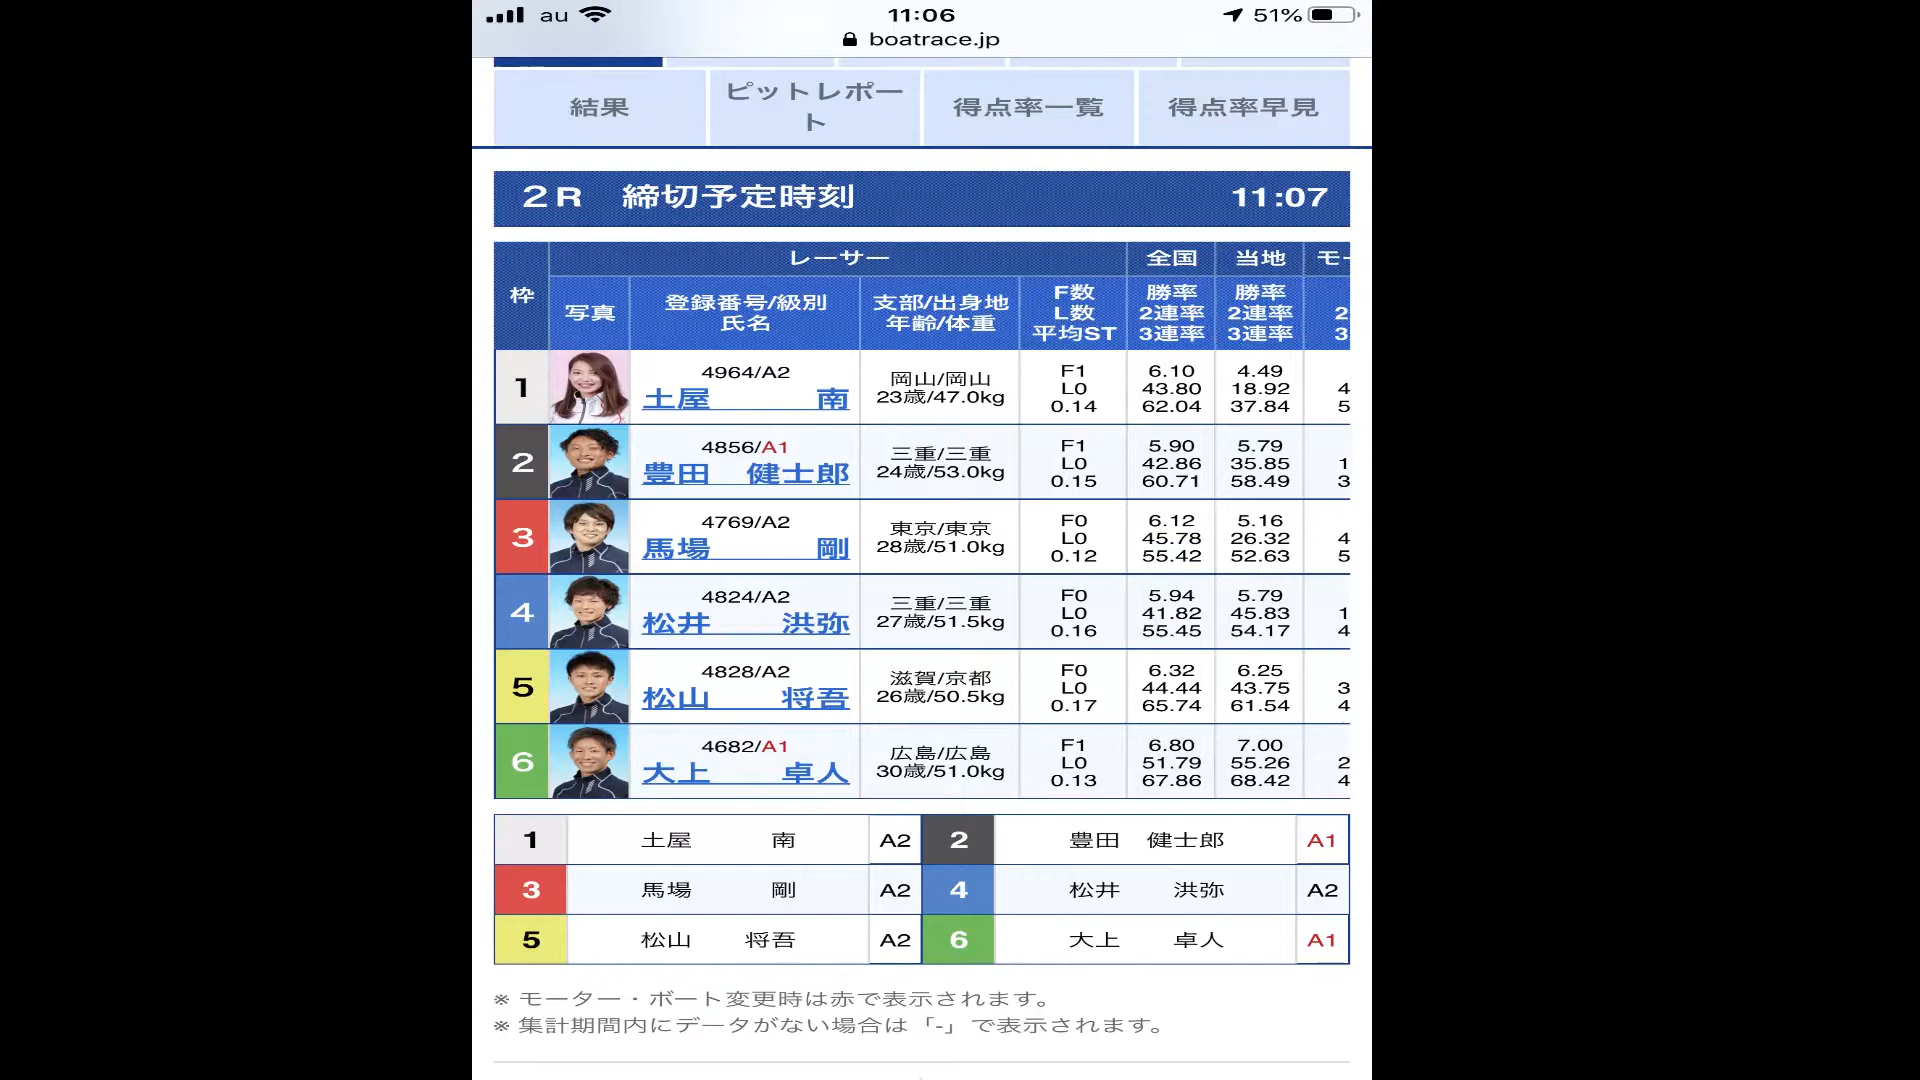 au 11:06 51%
boatrace.jp
結果 ピットレポート 得点率一覧 得点率早見
2R 締切予定時刻 11:07
枠 レーサー 全国 当地 モー
写真 登録番号/級別 氏名 支部/出身地 年齢/体重 F数 L数 平均ST 勝率 2連率 3連率 勝率 2連率 3連率 2 3
1 4964/A2 土屋 南 岡山/岡山 23歳/47.0kg F1 L0 0.14 6.10 43.80 62.04 4.49 18.92 37.84 4 5
2 4856/A1 豊田 健士郎 三重/三重 24歳/53.0kg F1 L0 0.15 5.90 42.86 60.71 5.79 35.85 58.49 1 3
3 4769/A2 馬場 剛 東京/東京 28歳/51.0kg F0 L0 0.12 6.12 45.78 55.42 5.16 26.32 52.63 4 5
4 4824/A2 松井 洪弥 三重/三重 27歳/51.5kg F0 L0 0.16 5.94 41.82 55.45 5.79 45.83 54.17 1 4
5 4828/A2 松山 将吾 滋賀/京都 26歳/50.5kg F0 L0 0.17 6.32 44.44 65.74 6.25 43.75 61.54 3 4
6 4682/A1 大上 卓人 広島/広島 30歳/51.0kg F1 L0 0.13 6.80 51.79 67.86 7.00 55.26 68.42 2 4
1 土屋 南 A2 2 豊田 健士郎 A1
3 馬場 剛 A2 4 松井 洪弥 A2
5 松山 将吾 A2 6 大上 卓人 A1
※ モーター・ボート変更時は赤で表示されます。
※ 集計期間内にデータがない場合は「-」で表示されます。